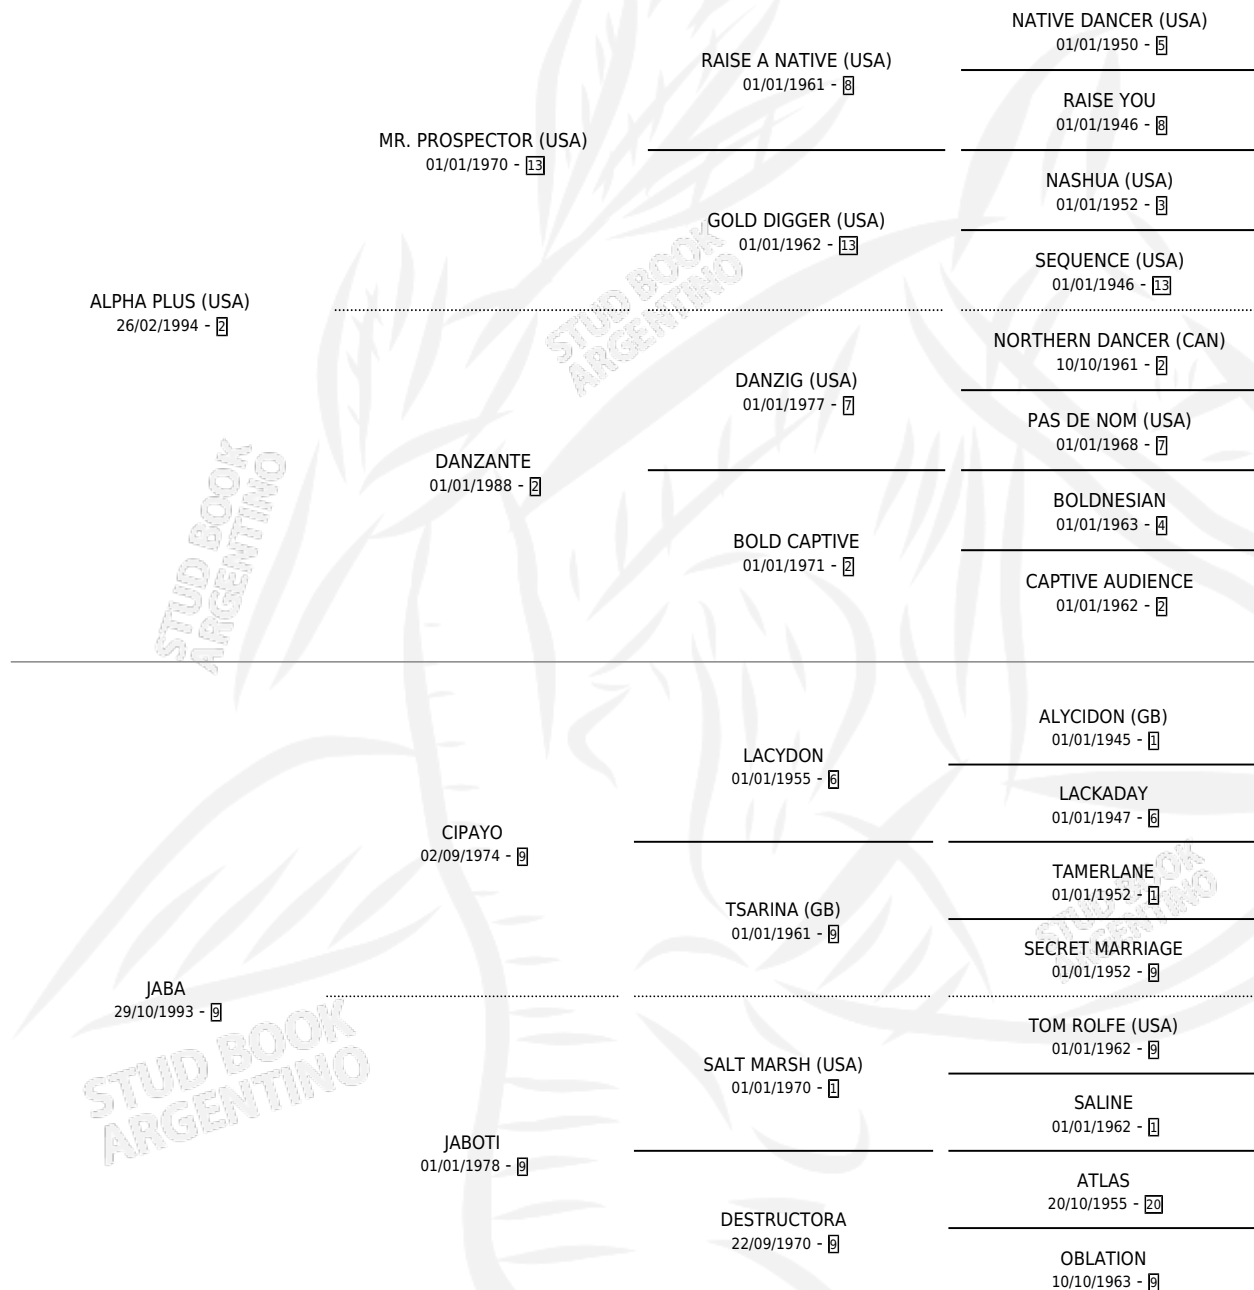 NATIVE DANCER (USA)
01/01/1950 - 5
RAISE A NATIVE (USA)
01/01/1961 - 8
RAISE YOU
01/01/1946 - 8
MR. PROSPECTOR (USA)
01/01/1970 - 13
NASHUA (USA)
01/01/1952 - 3
GOLD DIGGER (USA)
01/01/1962 - 13
SEQUENCE (USA)
01/01/1946 - 13
ALPHA PLUS (USA)
26/02/1994 - 2
STUD BOOK
ARGENTINO
NORTHERN DANCER (CAN)
10/10/1961 - 2
DANZIG (USA)
01/01/1977 - 7
PAS DE NOM (USA)
01/01/1968 - 7
DANZANTE
01/01/1988 - 2
BOLDNESIAN
01/01/1963 - 4
BOLD CAPTIVE
01/01/1971 - 2
CAPTIVE AUDIENCE
01/01/1962 - 2
STUD BOOK
ARGENTINO
ALYCIDON (GB)
01/01/1945 - 1
LACYDON
01/01/1955 - 6
LACKADAY
01/01/1947 - 6
CIPAYO
02/09/1974 - 9
TAMERLANE
01/01/1952 - 1
TSARINA (GB)
01/01/1961 - 9
SECRET MARRIAGE
01/01/1952 - 9
STUD BOOK
ARGENTINO
JABA
29/10/1993 - 9
TOM ROLFE (USA)
01/01/1962 - 9
SALT MARSH (USA)
01/01/1970 - 1
SALINE
01/01/1962 - 1
STUD BOOK
ARGENTINO
JABOTI
01/01/1978 - 9
ATLAS
20/10/1955 - 20
DESTRUCTORA
22/09/1970 - 9
OBLATION
10/10/1963 - 9